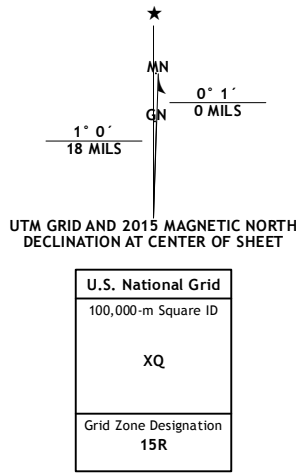 MN
GN
0° 1´
0 MILS
1° 0´
18 MILS
UTM GRID AND 2015 MAGNETIC NORTH
DECLINATION AT CENTER OF SHEET
U.S. National Grid
100,000-m Square ID
XQ
Grid Zone Designation
15R